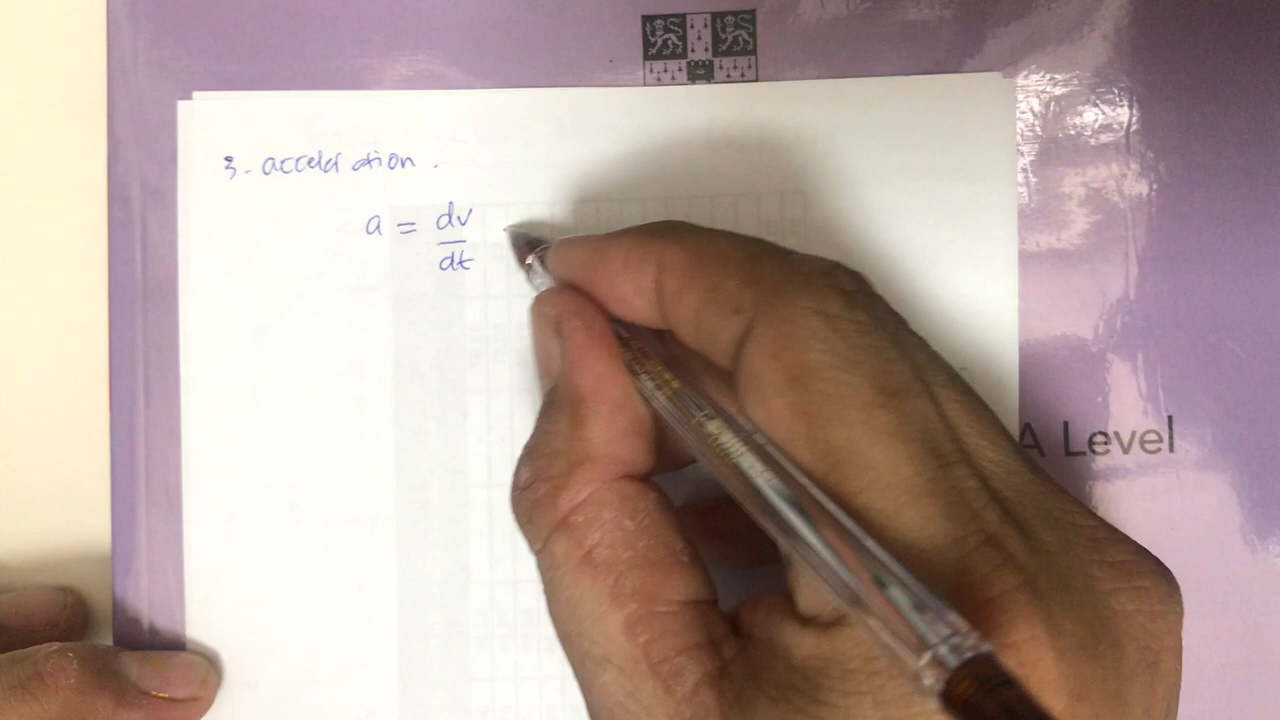 3. acceleration.
a = dv/dt
A Level